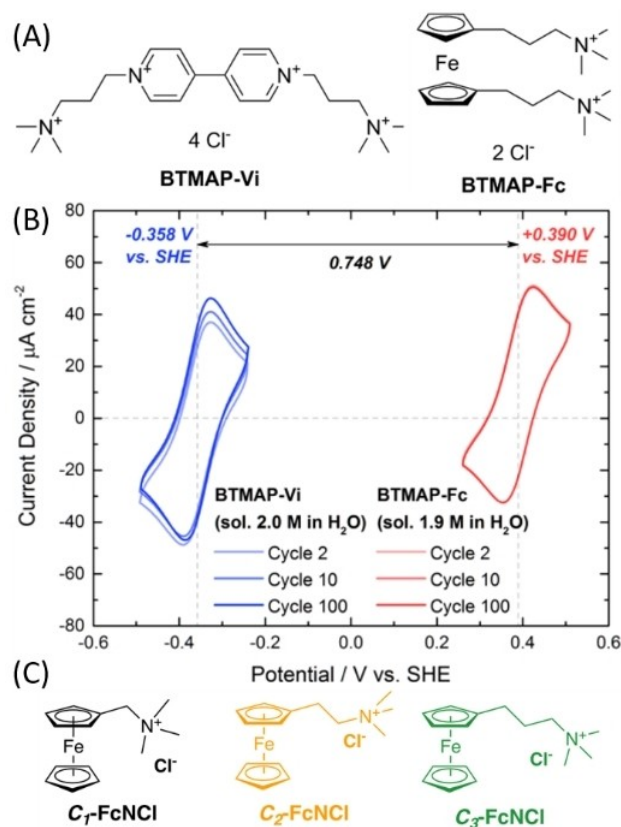 (A)
N⁺
N⁺
N⁺
N⁺
4 Cl⁻
BTMAP-Vi
N⁺
Fe
N⁺
2 Cl⁻
BTMAP-Fc
(B)
80
60
40
20
0
-20
-40
-60
-80
Current Density / μA cm⁻²
-0.358 V
vs. SHE
0.748 V
+0.390 V
vs. SHE
BTMAP-Vi
(sol. 2.0 M in H₂O)
Cycle 2
Cycle 10
Cycle 100
BTMAP-Fc
(sol. 1.9 M in H₂O)
Cycle 2
Cycle 10
Cycle 100
-0.6
-0.4
-0.2
0.0
0.2
0.4
0.6
Potential / V vs. SHE
(C)
Fe
N⁺
Cl⁻
C₁-FcNCl
Fe
N⁺
Cl⁻
C₂-FcNCl
Fe
N⁺
Cl⁻
C₃-FcNCl